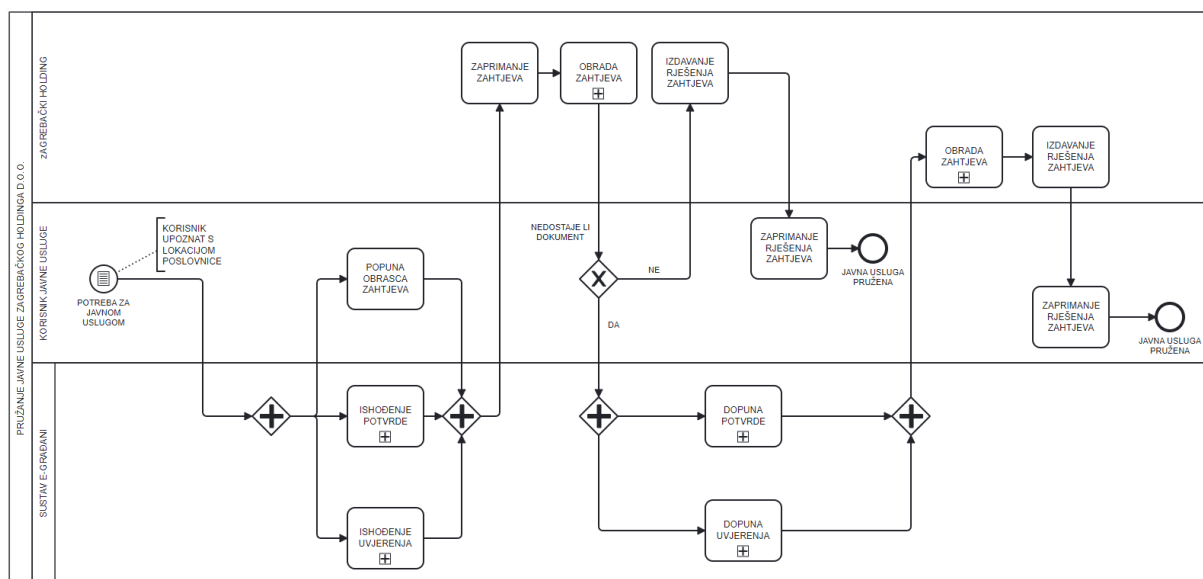 PRUŽANJE JAVNE USLUGE ZAGREBAČKOG HOLDINGA D.O.O.
zAGREBAČKI HOLDING
ZAPRIMANJE
ZAHTJEVA
OBRADA
ZAHTJEVA
IZDAVANJE
RJEŠENJA
ZAHTJEVA
OBRADA
ZAHTJEVA
IZDAVANJE
RJEŠENJA
ZAHTJEVA
KORISNIK JAVNE USLUGE
KORISNIK
UPOZNAT S
LOKACIJOM
POSLOVNICE
POTREBA ZA
JAVNOM
USLUGOM
POPUNA
OBRASCA
ZAHTJEVA
NEDOSTAJE LI
DOKUMENT
NE
DA
ZAPRIMANJE
RJEŠENJA
ZAHTJEVA
JAVNA USLUGA
PRUŽENA
ZAPRIMANJE
RJEŠENJA
ZAHTJEVA
JAVNA USLUGA
PRUŽENA
SUSTAV E-GRAĐANI
ISHOĐENJE
POTVRDE
ISHOĐENJE
UVJERENJA
DOPUNA
POTVRDE
DOPUNA
UVJERENJA